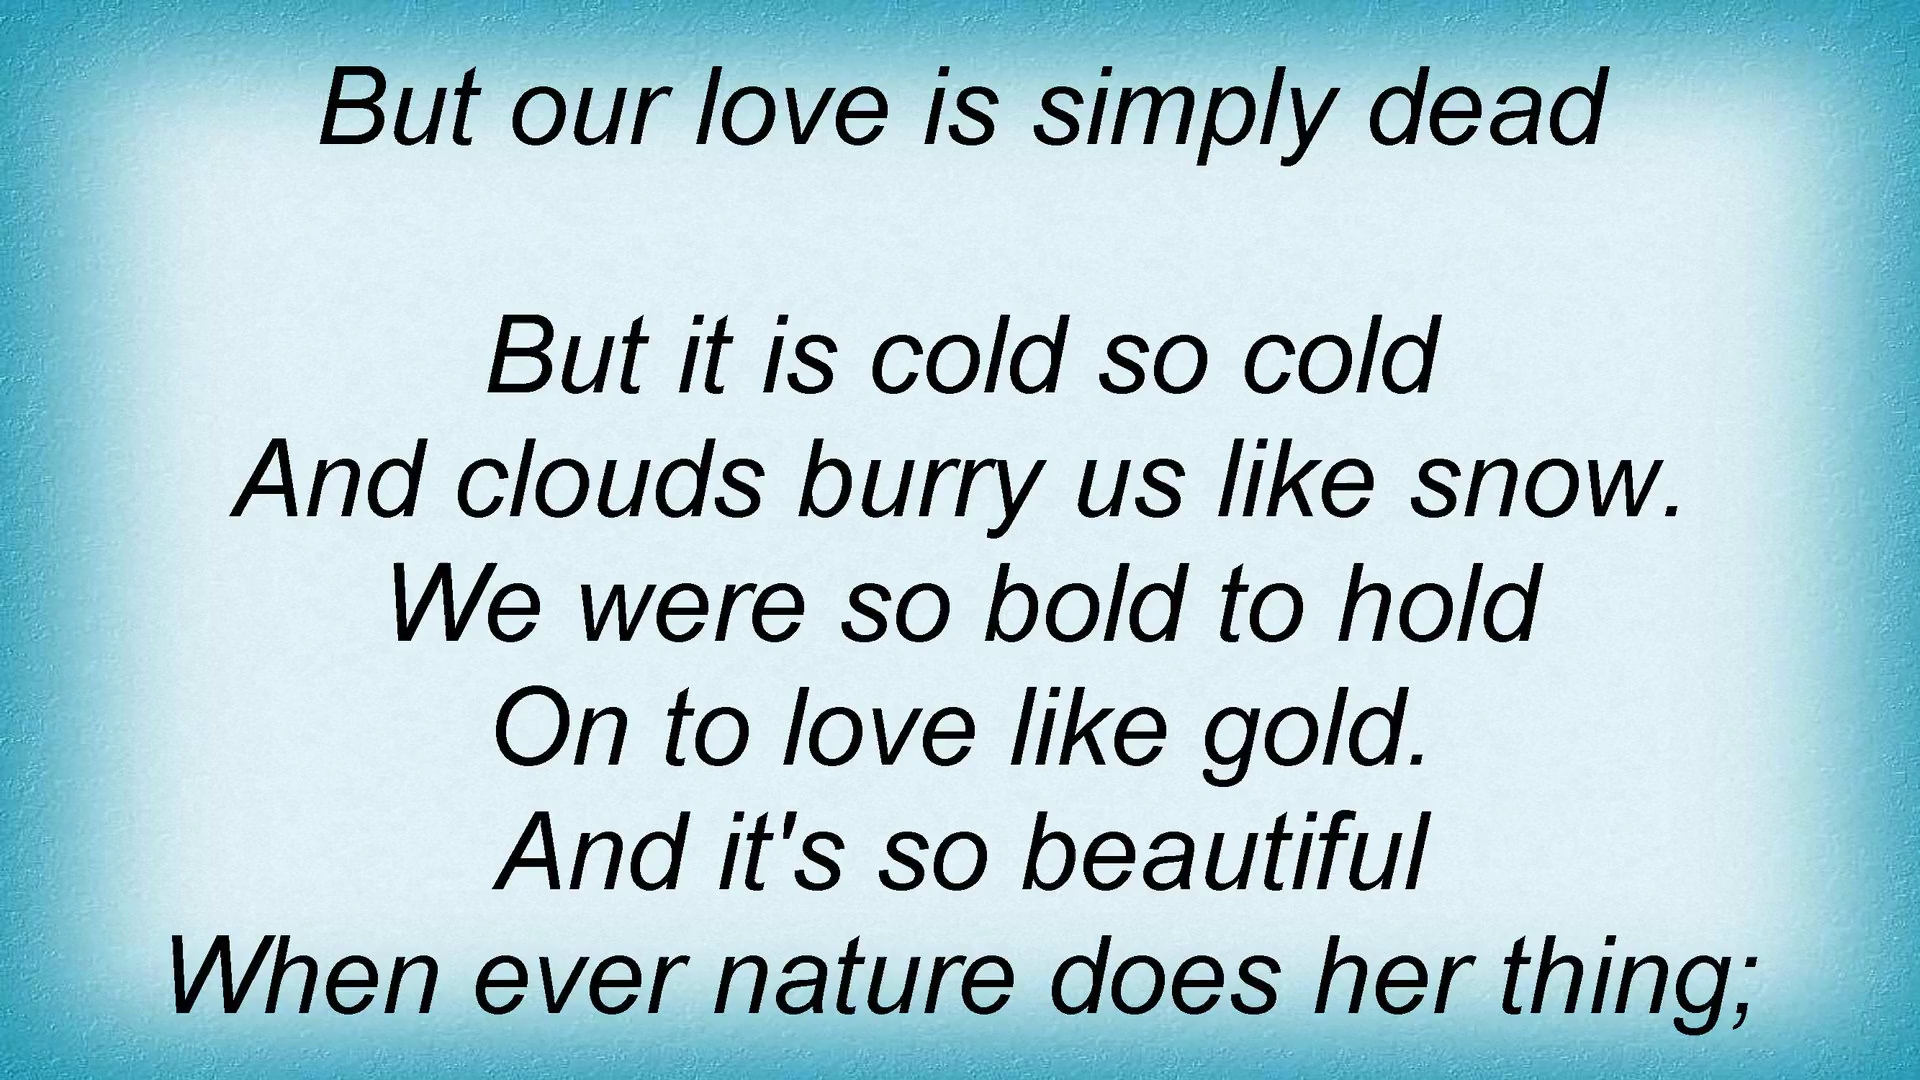 But our love is simply dead
But it is cold so cold
And clouds burry us like snow.
We were so bold to hold
On to love like gold.
And it's so beautiful
When ever nature does her thing;